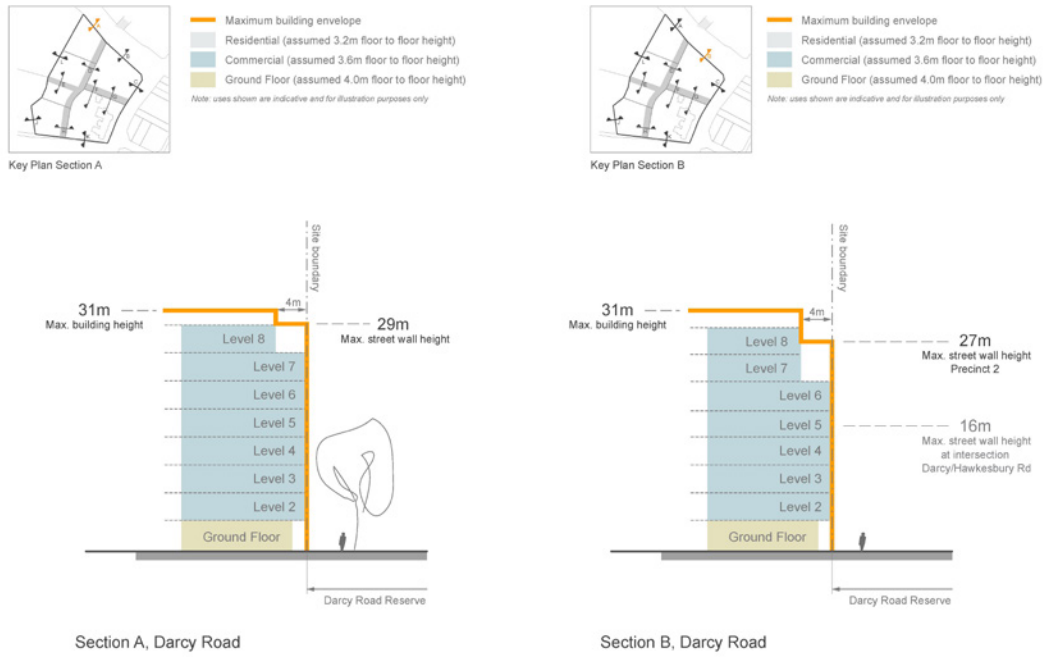 Maximum building envelope
Residential (assumed 3.2m floor to floor height)
Commercial (assumed 3.6m floor to floor height)
Ground Floor (assumed 4.0m floor to floor height)
Note: uses shown are indicative and for illustration purposes only
Key Plan Section A
Site boundary
31m
Max. building height
4m
29m
Max. street wall height
Level 8
Level 7
Level 6
Level 5
Level 4
Level 3
Level 2
Ground Floor
Darcy Road Reserve
Section A, Darcy Road
Maximum building envelope
Residential (assumed 3.2m floor to floor height)
Commercial (assumed 3.6m floor to floor height)
Ground Floor (assumed 4.0m floor to floor height)
Note: uses shown are indicative and for illustration purposes only
Key Plan Section B
Site boundary
31m
Max. building height
4m
27m
Max. street wall height
Precinct 2
16m
Max. street wall height
at intersection
Darcy/Hawkesbury Rd
Level 8
Level 7
Level 6
Level 5
Level 4
Level 3
Level 2
Ground Floor
Darcy Road Reserve
Section B, Darcy Road